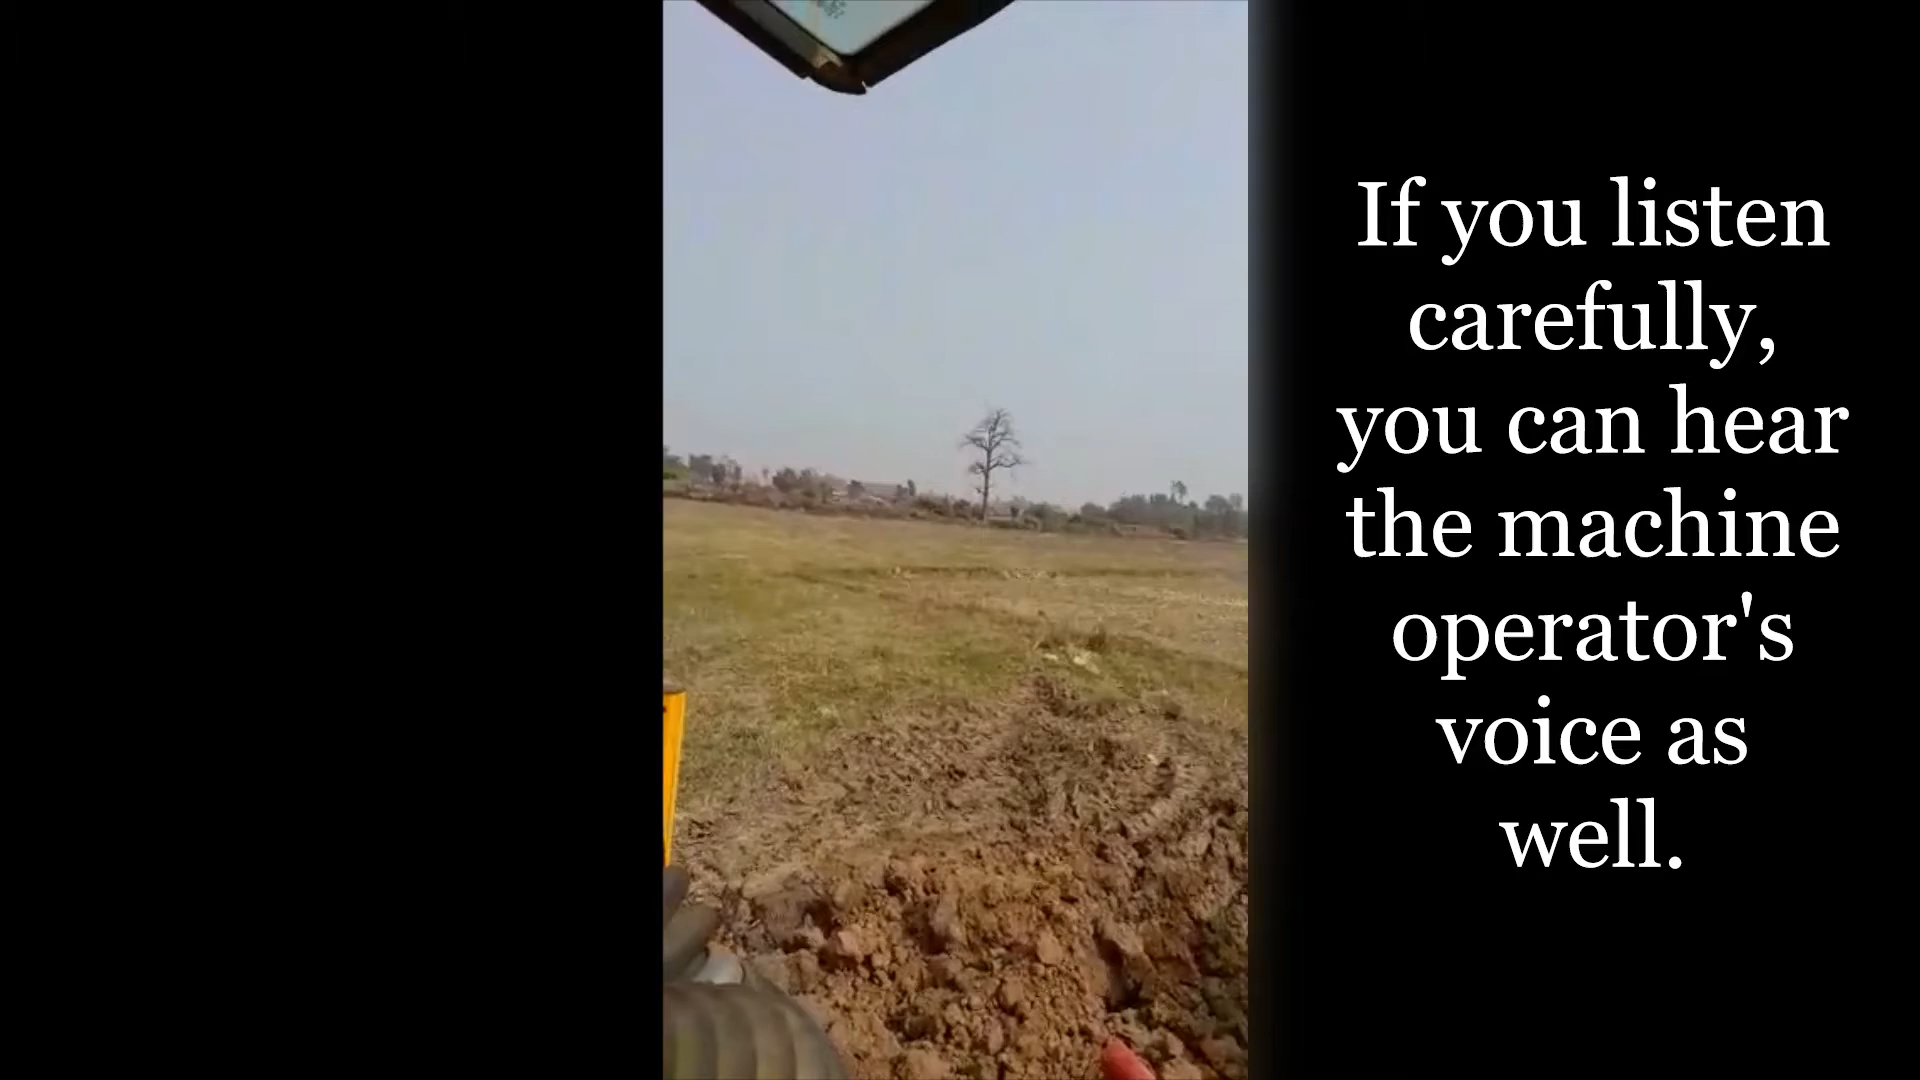 If you listen
carefully,
you can hear
the machine
operator's
voice as
well.